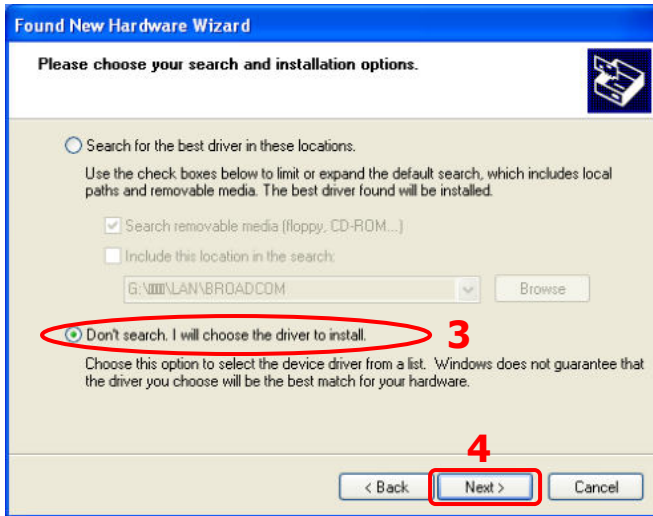 Found New Hardware Wizard
Please choose your search and installation options.
Search for the best driver in these locations.
Use the check boxes below to limit or expand the default search, which includes local
paths and removable media. The best driver found will be installed.
Search removable media (floppy, CD-ROM...)
Include this location in the search:
\LAN\BROADCOM
Browse
Don't search. I will choose the driver to install.
3
Choose this option to select the device driver from a list. Windows does not guarantee that
the driver you choose will be the best match for your hardware.
4
< Back
Next >
Cancel